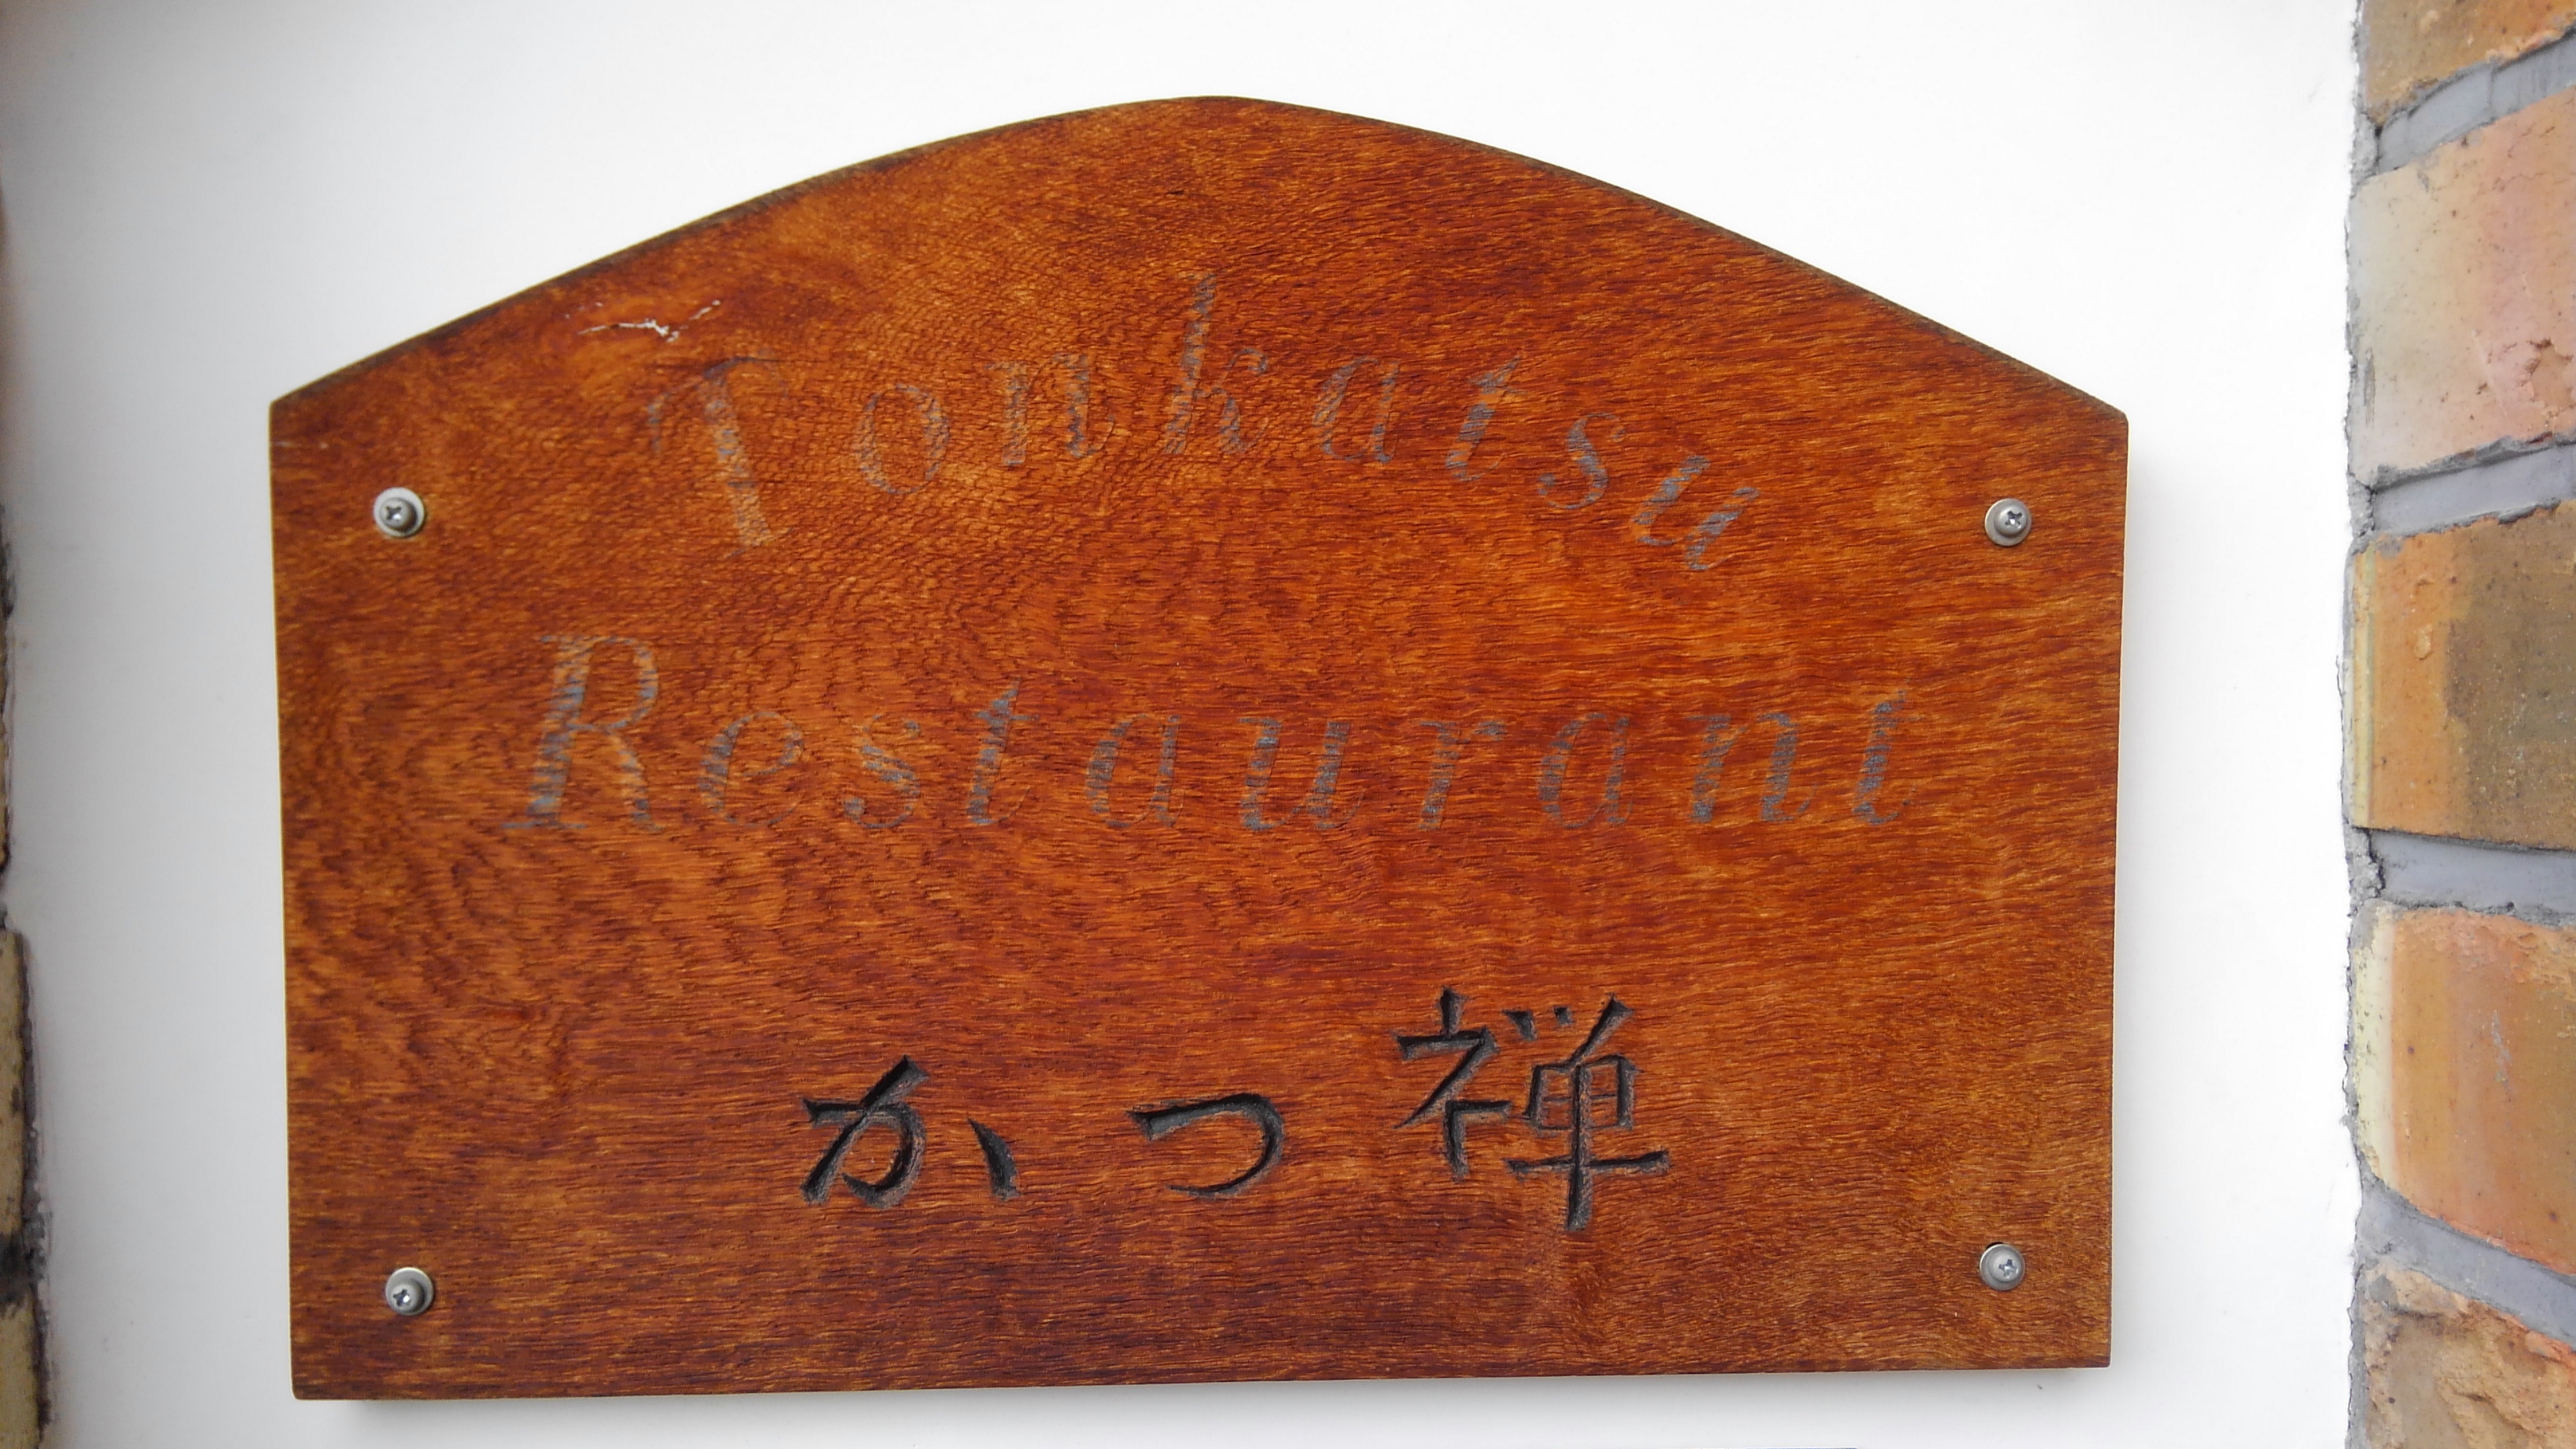 Tonkatsu
Restaurant
かつ禅